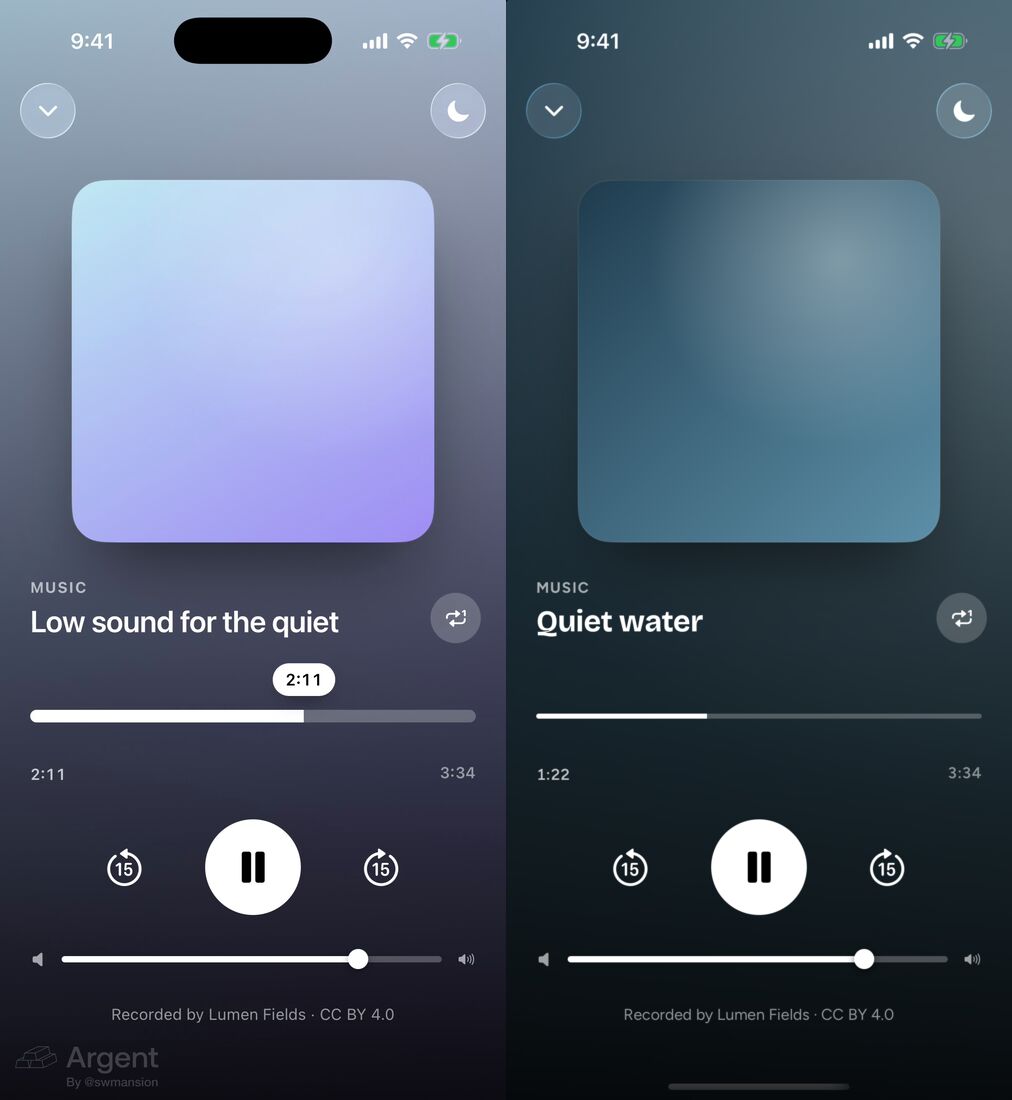 9:41
MUSIC
Low sound for the quiet
1
2:11
2:11
3:34
15
15
Recorded by Lumen Fields · CC BY 4.0
Argent
By @swmansion
9:41
MUSIC
Quiet water
1
1:22
3:34
15
15
Recorded by Lumen Fields · CC BY 4.0